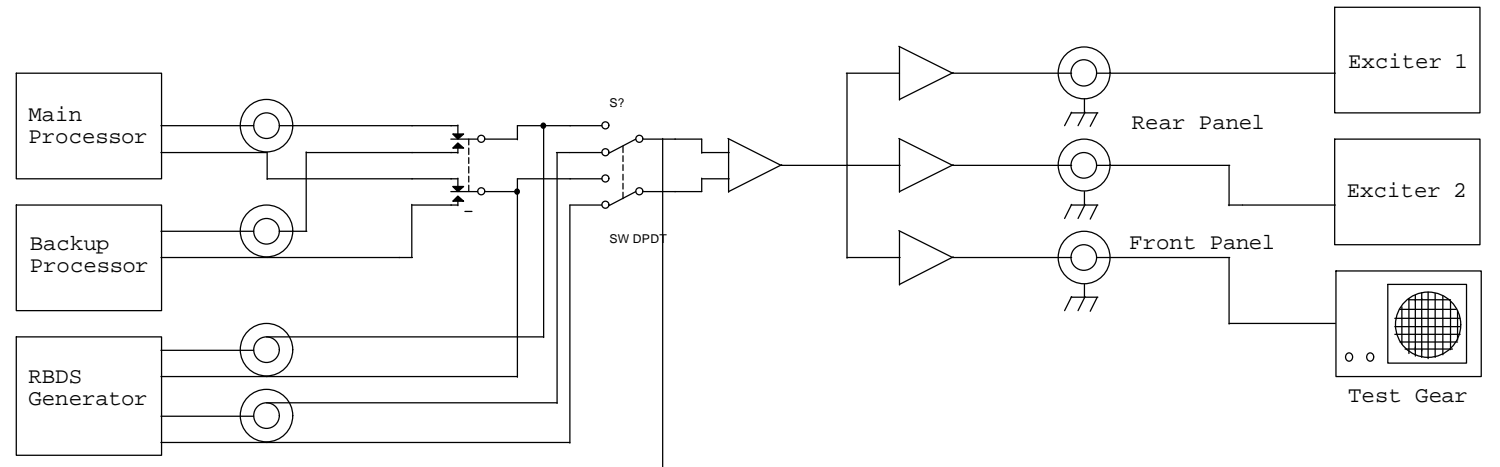 Main
Processor
Backup
Processor
RBDS
Generator
S?
SW DPDT
Rear Panel
Front Panel
Exciter 1
Exciter 2
Test Gear